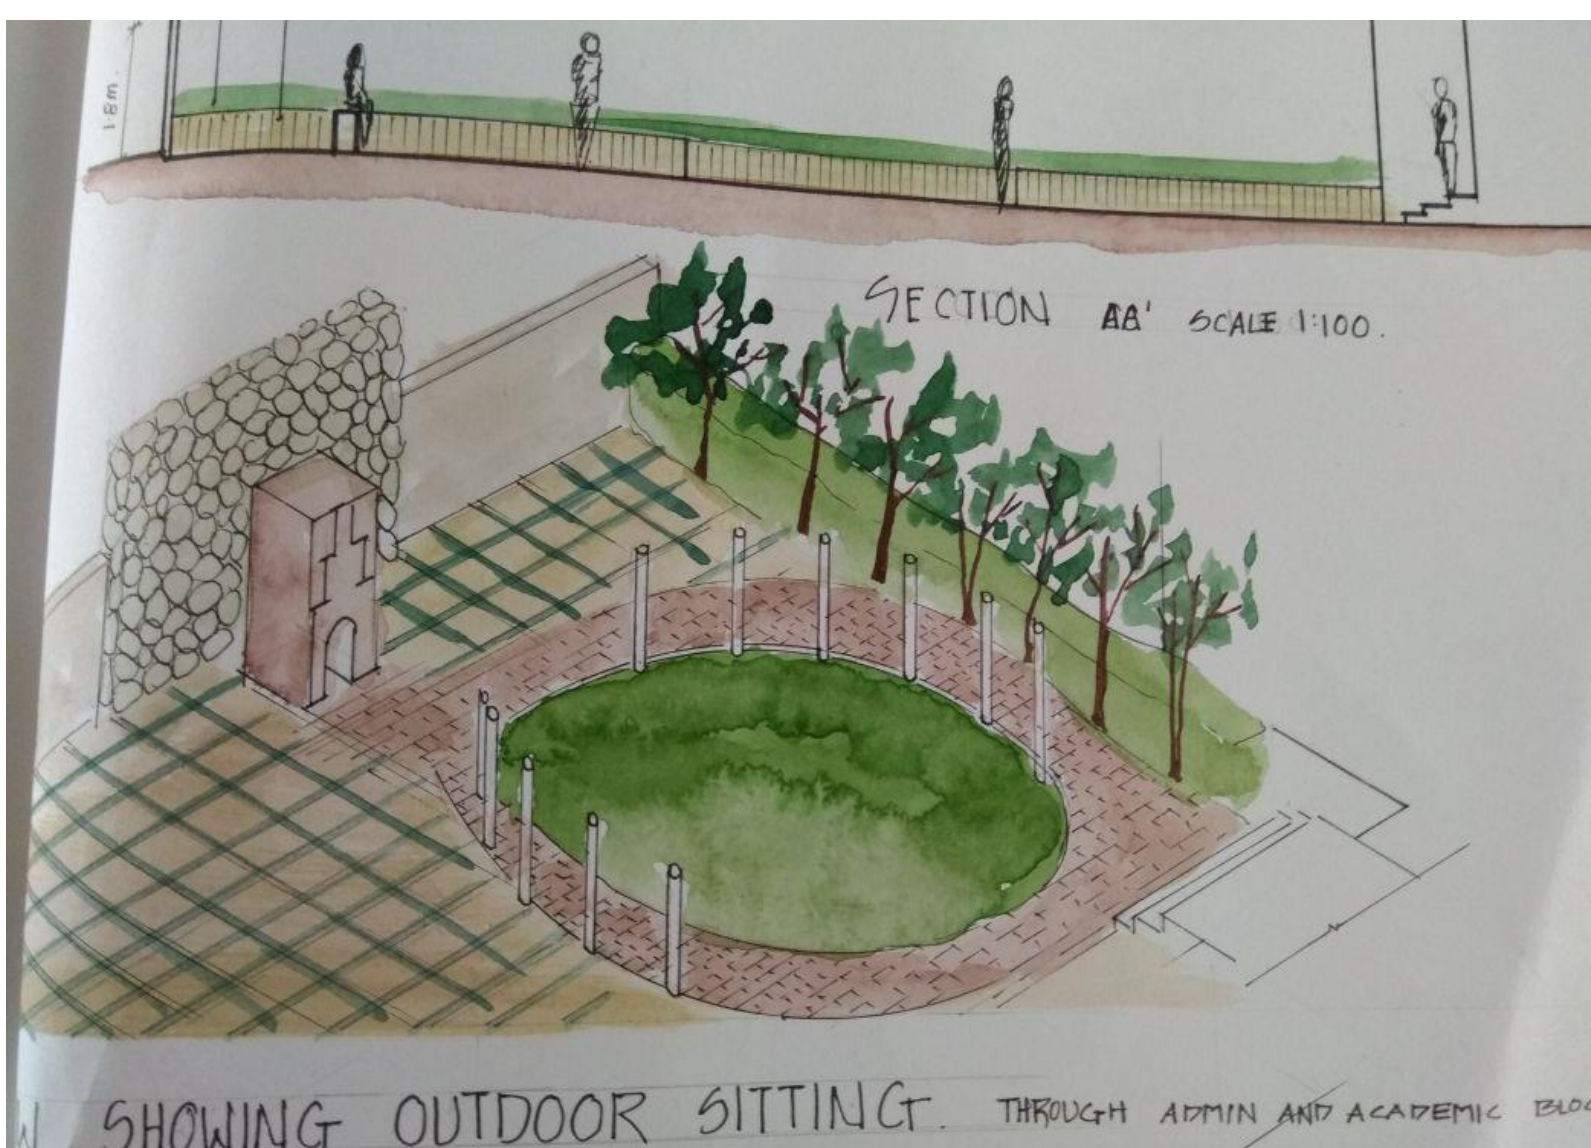 1.8m.
SECTION AA' SCALE 1:100.
SHOWING OUTDOOR SITTING. THROUGH ADMIN AND ACADEMIC